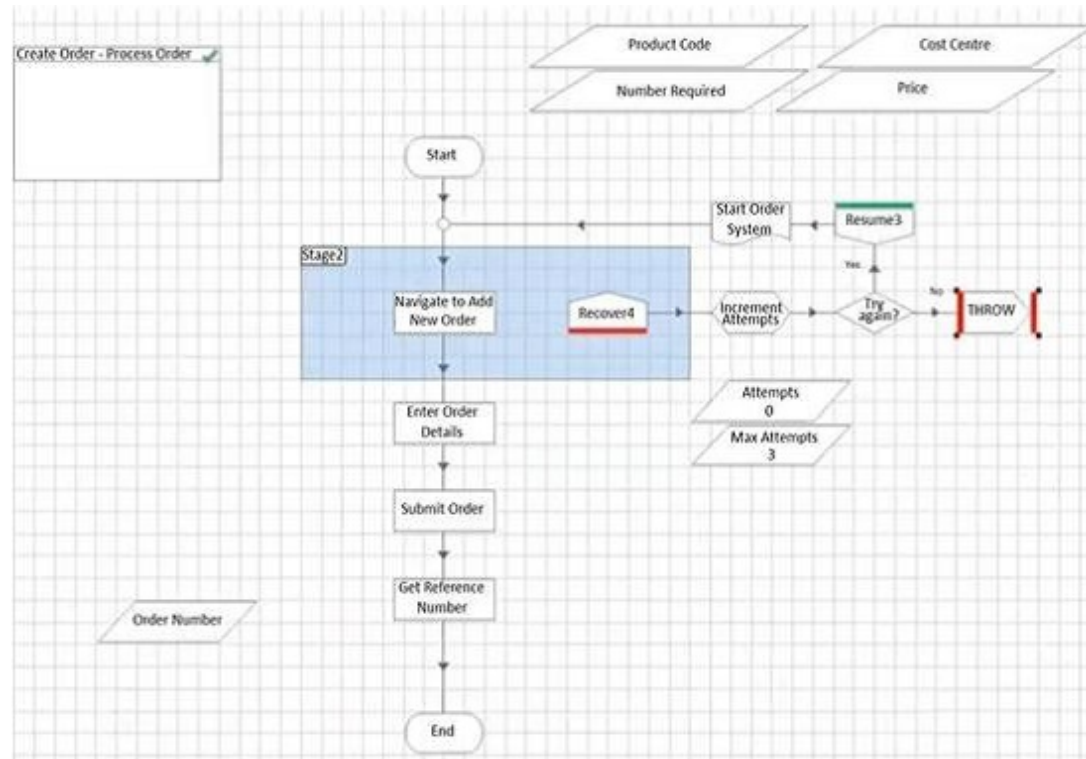 Create Order - Process Order
Product Code
Cost Centre
Number Required
Price
Start
Start Order
System
Resume3
Stage2
Yes
Navigate to Add
New Order
Recover4
Increment
Attempts
Try
again?
No
THROW
Attempts
0
Enter Order
Details
Max Attempts
3
Submit Order
Get Reference
Number
Order Number
End